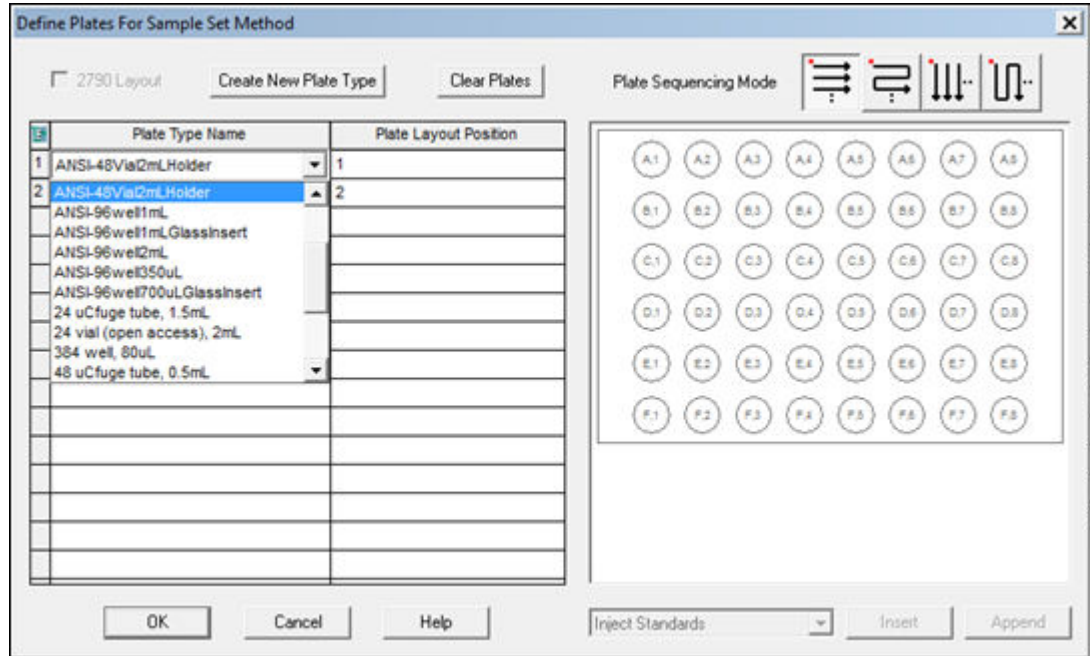 Define Plates For Sample Set Method
2790 Layout Create New Plate Type Clear Plates Plate Sequencing Mode
Plate Type Name Plate Layout Position
1 ANSI-48Vial2mLHolder 1
2 ANSI-48Vial2mLHolder 2
ANSI-96well1mL
ANSI-96well1mLGlassInsert
ANSI-96well2mL
ANSI-96well350uL
ANSI-96well700uLGlassInsert
24 uCfuge tube, 1.5mL
24 vial (open access), 2mL
384 well, 80uL
48 uCfuge tube, 0.5mL
A,1 A,2 A,3 A,4 A,5 A,6 A,7 A,8
B,1 B,2 B,3 B,4 B,5 B,6 B,7 B,8
C,1 C,2 C,3 C,4 C,5 C,6 C,7 C,8
D,1 D,2 D,3 D,4 D,5 D,6 D,7 D,8
E,1 E,2 E,3 E,4 E,5 E,6 E,7 E,8
F,1 F,2 F,3 F,4 F,5 F,6 F,7 F,8
OK Cancel Help Inject Standards Insert Append